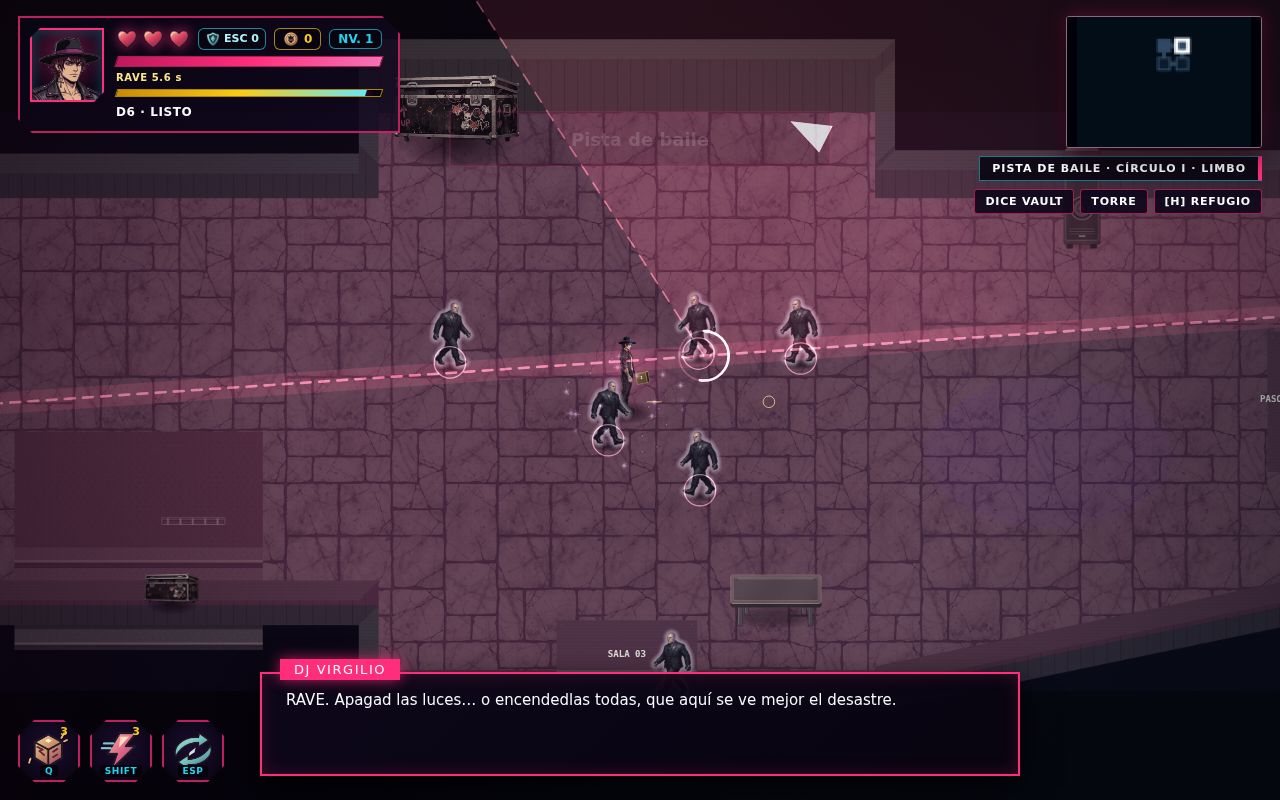 ESC 0
0
NV. 1
RAVE 5.6 s
D6 · LISTO
Pista de baile
PISTA DE BAILE · CÍRCULO I · LIMBO
DICE VAULT
TORRE
[H] REFUGIO
SALA 03
DJ VIRGILIO
RAVE. Apagad las luces... o encendedlas todas, que aquí se ve mejor el desastre.
3
Q
3
SHIFT
ESP